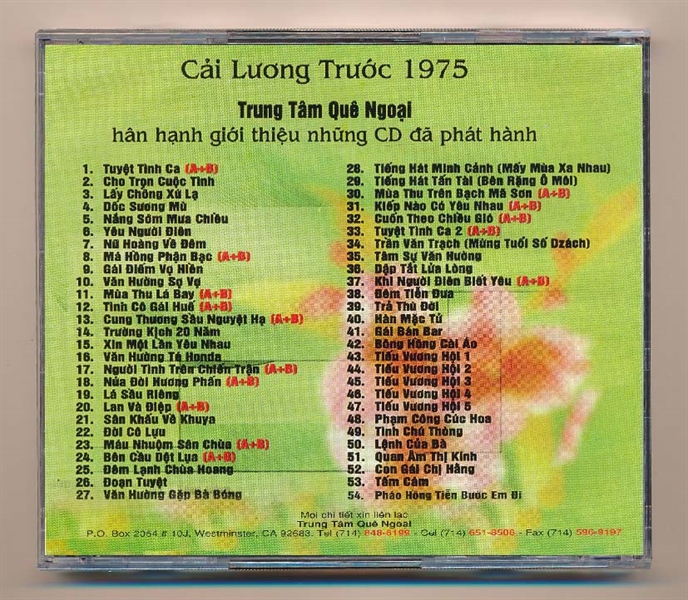 Cải Lương Trước 1975
Trung Tâm Quê Ngoại
hân hạnh giới thiệu những CD đã phát hành
1. Tuyệt Tình Ca (A+B)
2. Cho Trọn Cuộc Tình
3. Lấy Chồng Xứ Lạ
4. Dốc Sương Mù
5. Nắng Sớm Mưa Chiều
6. Yêu Người Điên
7. Nữ Hoàng Về Đêm
8. Má Hồng Phận Bạc (A+B)
9. Gái Điếm Vợ Hiền
10. Văn Hường Sợ Vợ
11. Mùa Thu Lá Bay (A+B)
12. Tình Cô Gái Huế (A+B)
13. Cung Thương Sầu Nguyệt Hạ (A+B)
14. Trường Kịch 20 Năm
15. Xin Một Lần Yêu Nhau
16. Văn Hường Té Honda
17. Người Tình Trên Chiến Trận (A+B)
18. Nửa Đời Hương Phấn (A+B)
19. Lá Sầu Riêng
20. Lan Và Điệp (A+B)
21. Sân Khấu Về Khuya
22. Đời Cô Lựu
23. Máu Nhuộm Sân Chùa (A+B)
24. Bên Cầu Dệt Lụa (A+B)
25. Đêm Lạnh Chùa Hoang
26. Đoạn Tuyệt
27. Văn Hường Gặp Bà Bóng
28. Tiếng Hát Minh Cảnh (Mấy Mùa Xa Nhau)
29. Tiếng Hát Tấn Tài (Bên Rặng Ô Môi)
30. Mùa Thu Trên Bạch Mã Sơn (A+B)
31. Kiếp Nào Có Yêu Nhau (A+B)
32. Cuốn Theo Chiều Gió (A+B)
33. Tuyệt Tình Ca 2 (A+B)
34. Trần Văn Trạch (Mừng Tuổi Số Dzách)
35. Tâm Sự Văn Hường
36. Dập Tắt Lửa Lòng
37. Khi Người Điên Biết Yêu (A+B)
38. Đêm Tiễn Đưa
39. Trả Thù Đời
40. Hàn Mặc Tử
41. Gái Bán Bar
42. Bông Hồng Cài Áo
43. Tiếu Vương Hội 1
44. Tiếu Vương Hội 2
45. Tiếu Vương Hội 3
46. Tiếu Vương Hội 4
47. Tiếu Vương Hội 5
48. Phạm Công Cúc Hoa
49. Tình Chú Thoòng
50. Lệnh Của Bà
51. Quan Âm Thị Kính
52. Con Gái Chị Hằng
53. Tấm Cám
54. Pháo Hồng Tiễn Bước Em Đi
Mọi chi tiết xin liên lạc
Trung Tâm Quê Ngoại
P.O. Box 2054 # 10J, Westminster, CA 92683. Tel (714) 848-6199 - Cel (714) 651-8506 - Fax (714) 596-9197